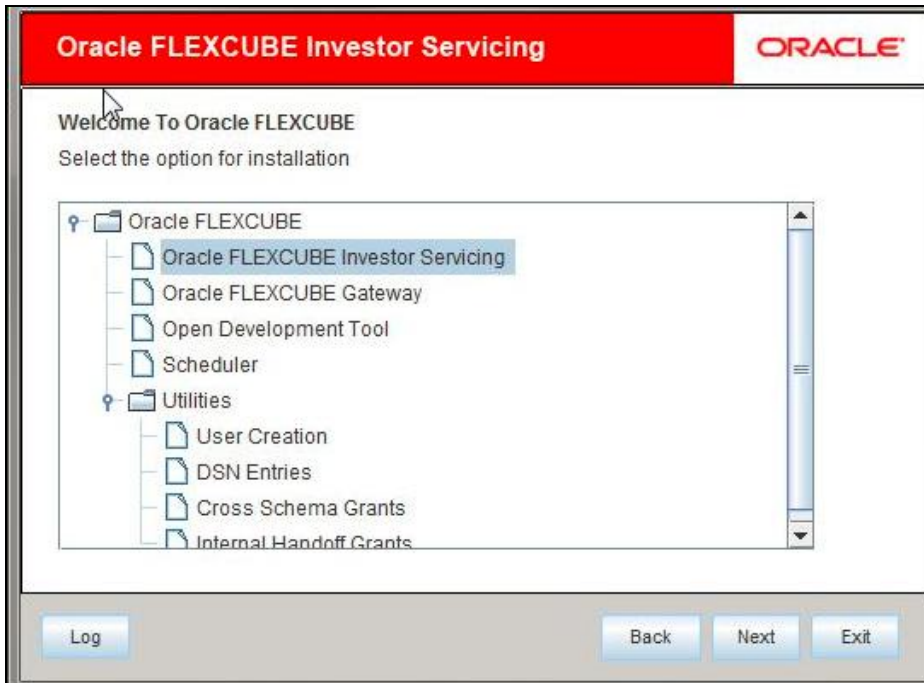 Oracle FLEXCUBE Investor Servicing
ORACLE
Welcome To Oracle FLEXCUBE
Select the option for installation
Oracle FLEXCUBE
Oracle FLEXCUBE Investor Servicing
Oracle FLEXCUBE Gateway
Open Development Tool
Scheduler
Utilities
User Creation
DSN Entries
Cross Schema Grants
Internal Handoff Grants
Log
Back
Next
Exit